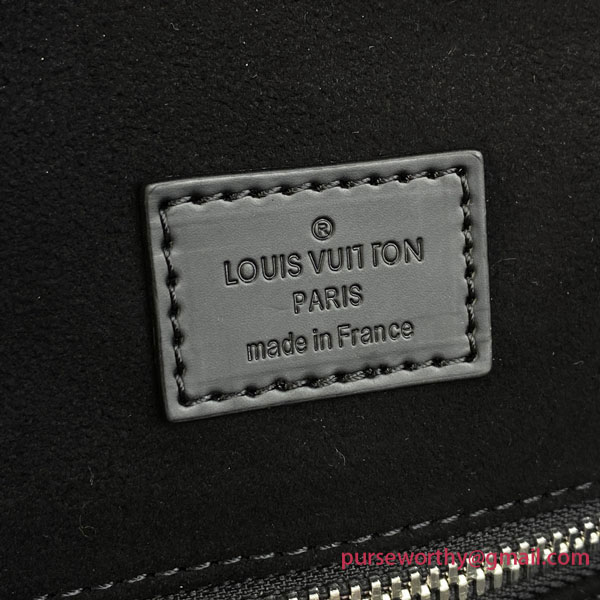 ®
LOUIS VUITTON
PARIS
made in France
purseworthy@gmail.com